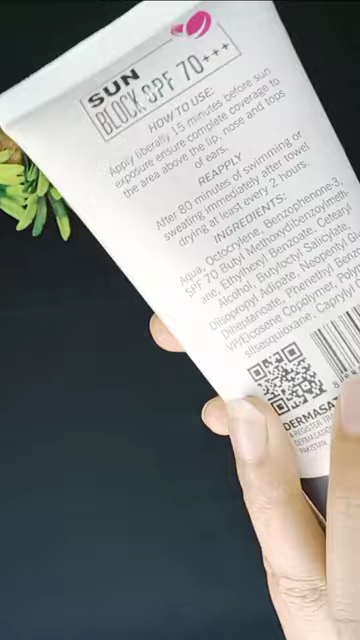 SUN
BLOCK SPF 70+++
HOW TO USE:
Apply liberally 15 minutes before sun
exposure ensure complete coverage to
the area above the lip, nose and tops
of ears.
REAPPLY
After 80 minutes of swimming or
sweating immediately after towel
drying at least every 2 hours.
INGREDIENTS:
Aqua, Octocrylene, Benzophenone-3,
SPF 70 Butyl Methoxydibenzoylmeth-
ane, Ethylhexyl Benzoate, Cetearyl
Alcohol, Butyloctyl Salicylate,
Diisopropyl Adipate, Neopentyl
Diheptanoate, Phenethyl
VP/Eicosene Copolymer,
silsesquioxane, Caprylyl
A REGISTER
PAKISTAN